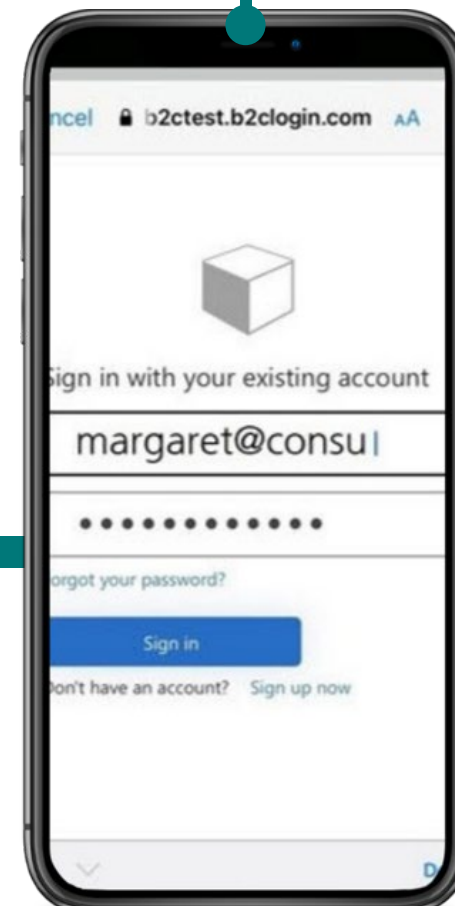 ncel b2ctest.b2clogin.com AA
Sign in with your existing account
margaret@consu
••••••••••••
orgot your password?
Sign in
Don't have an account? Sign up now
D